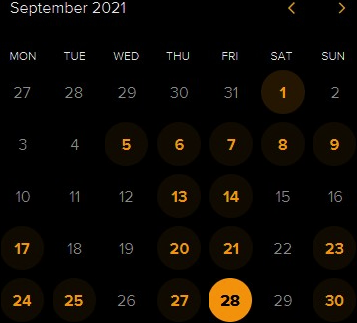 September 2021
MON TUE WED THU FRI SAT SUN
27 28 29 30 31 1 2
3 4 5 6 7 8 9
10 11 12 13 14 15 16
17 18 19 20 21 22 23
24 25 26 27 28 29 30